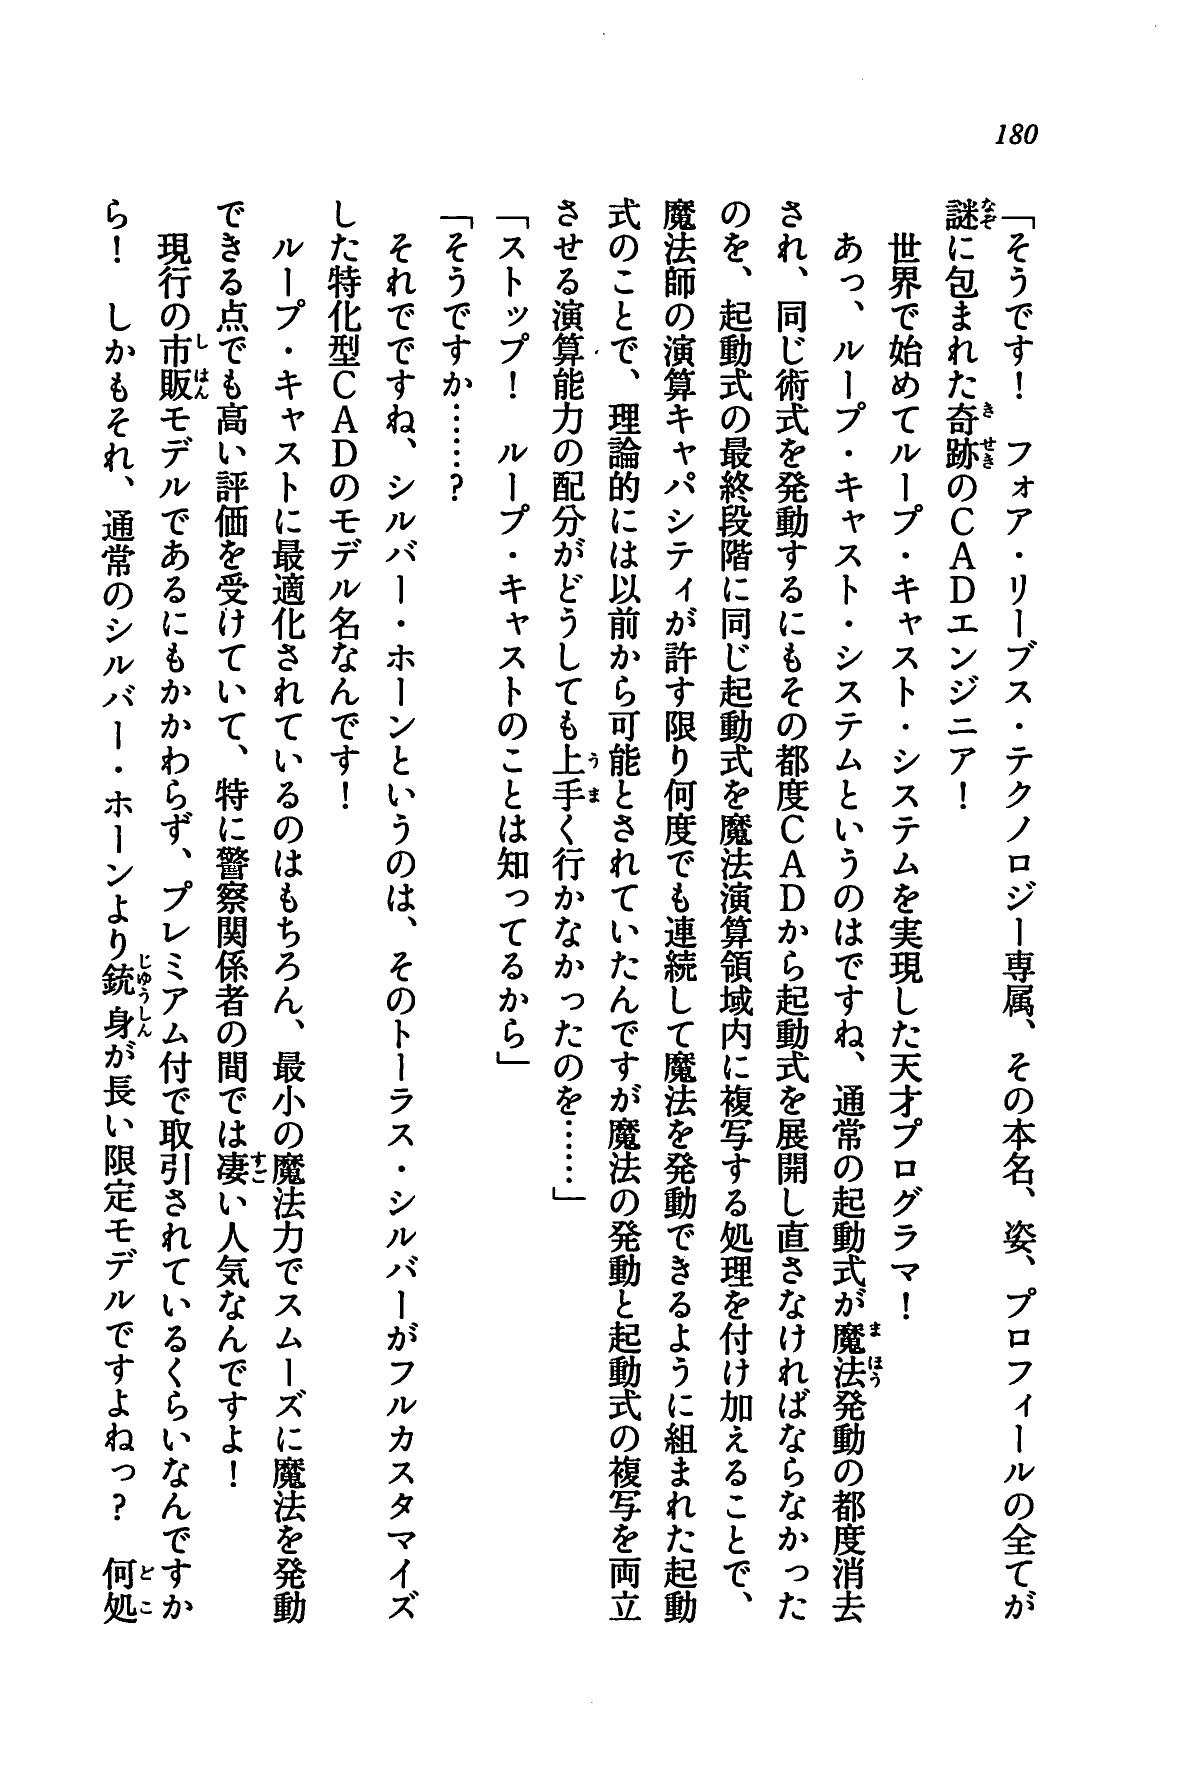 180
「そうです！　フォア・リーブス・テクノロジー専属、その本名、姿、プロフィールの全てが
謎に包まれた奇跡のＣＡＤエンジニア！
　世界で始めてループ・キャスト・システムを実現した天才プログラマ！
　あっ、ループ・キャスト・システムというのはですね、通常の起動式が魔法発動の都度消去
され、同じ術式を発動するにもその都度ＣＡＤから起動式を展開し直さなければならなかった
のを、起動式の最終段階に同じ起動式を魔法演算領域内に複写する処理を付け加えることで、
魔法師の演算キャパシティが許す限り何度でも連続して魔法を発動できるように組まれた起動
式のことで、理論的には以前から可能とされていたんですが魔法の発動と起動式の複写を両立
させる演算能力の配分がどうしても上手く行かなかったのを……」
「ストップ！　ループ・キャストのことは知ってるから」
「そうですか……？
　それでですね、シルバー・ホーンというのは、そのトーラス・シルバーがフルカスタマイズ
した特化型ＣＡＤのモデル名なんです！
　ループ・キャストに最適化されているのはもちろん、最小の魔法力でスムーズに魔法を発動
できる点でも高い評価を受けていて、特に警察関係者の間では凄い人気なんですよ！
　現行の市販モデルであるにもかかわらず、プレミアム付で取引されているくらいなんですか
ら！　しかもそれ、通常のシルバー・ホーンより銃身が長い限定モデルですよねっ？　何処